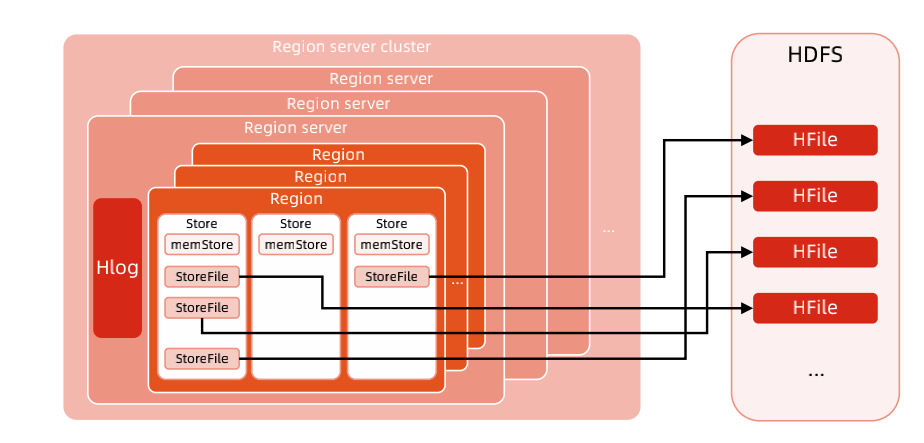 Region server cluster
Region server
Region server
Region server
Region
Region
Region
Hlog
Store
memStore
StoreFile
StoreFile
StoreFile
Store
memStore
Store
memStore
StoreFile
...
...
HDFS
HFile
HFile
HFile
HFile
...